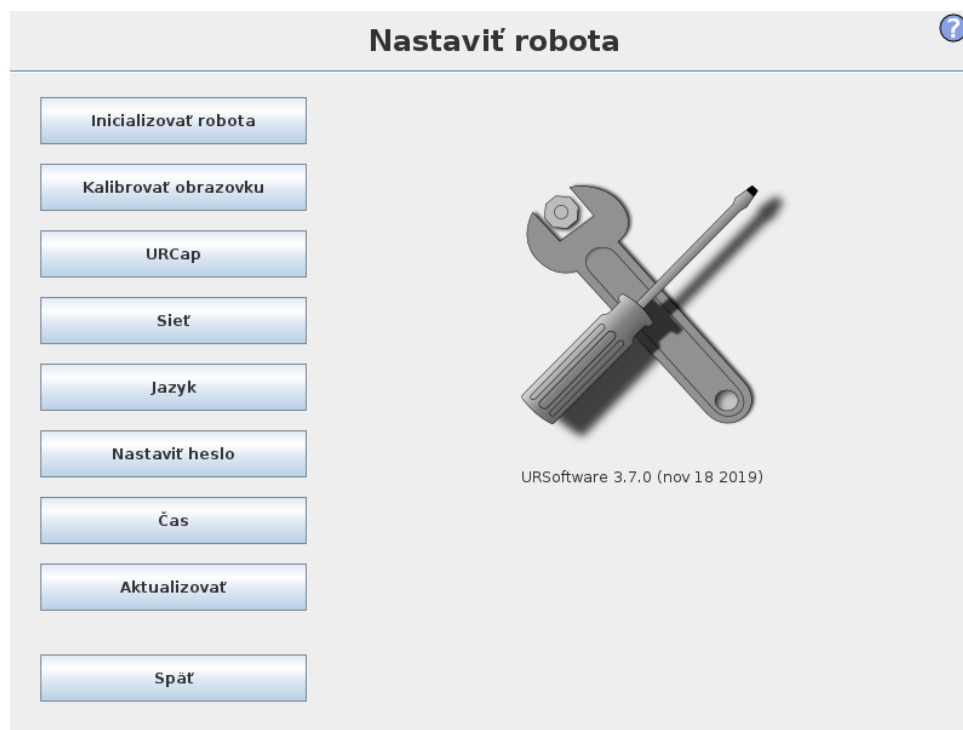 Nastaviť robota
?
Inicializovať robota
Kalibrovať obrazovku
URCap
Sieť
Jazyk
Nastaviť heslo
Čas
Aktualizovať
Späť
URSoftware 3.7.0 (nov 18 2019)